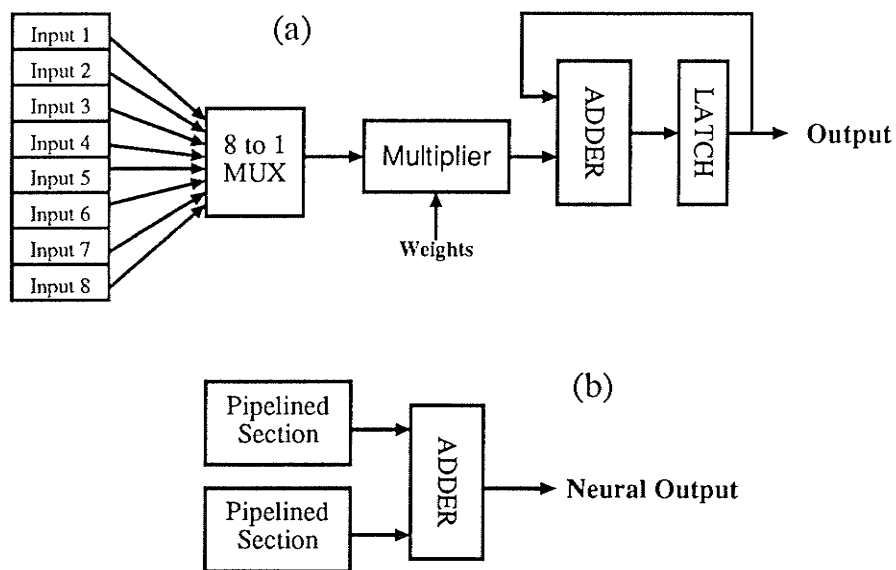 (a)
Input 1
Input 2
Input 3
Input 4
Input 5
Input 6
Input 7
Input 8
8 to 1
MUX
Multiplier
Weights
ADDER
LATCH
Output
(b)
Pipelined
Section
Pipelined
Section
ADDER
Neural Output